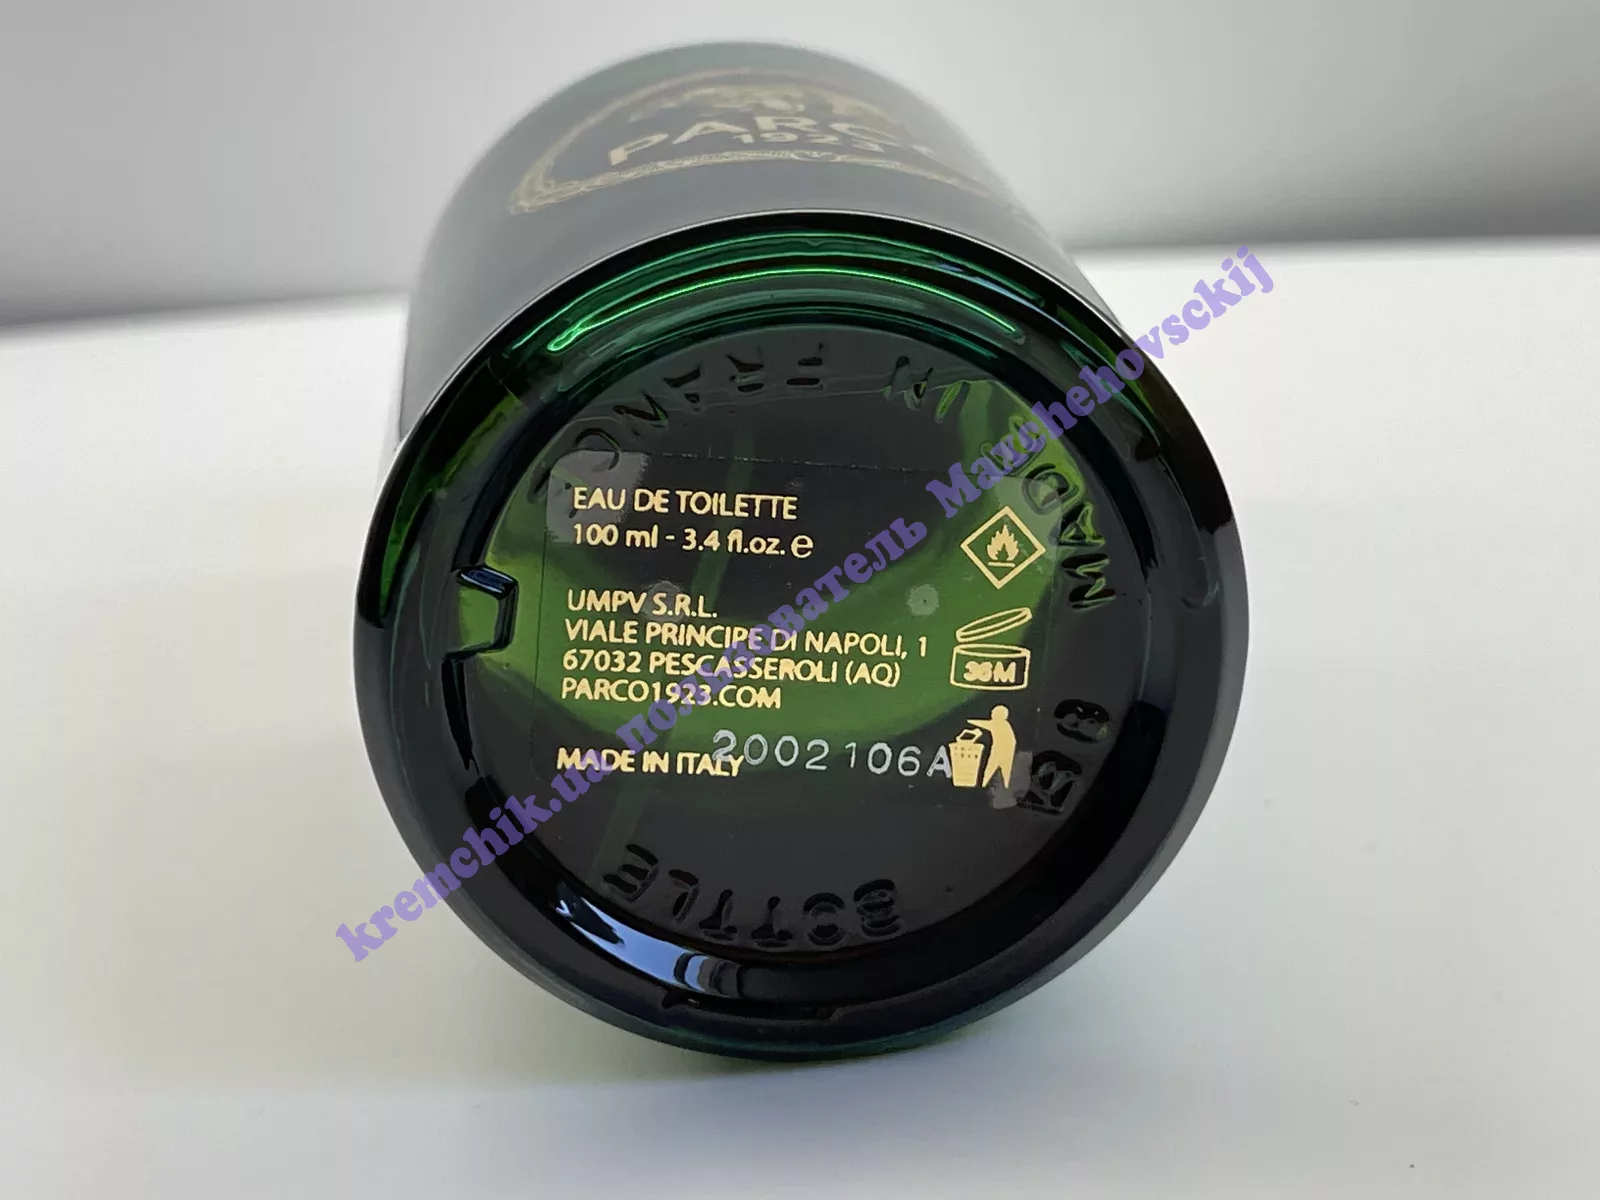 PARCO
1923
MADE IN FRANCE
EAU DE TOILETTE
100 ml - 3.4 fl.oz. ℮
UMPV S.R.L.
VIALE PRINCIPE DI NAPOLI, 1
67032 PESCASSEROLI (AQ)
PARCO1923.COM
MADE IN ITALY
2002106A
36M
BOTTLE
kremchik.ua пользователь Marchehovsckij